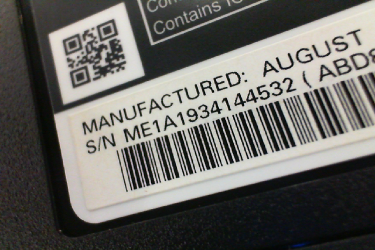 Contains
MANUFACTURED: AUGUST
S/N ME1A1934144532 ( ABD